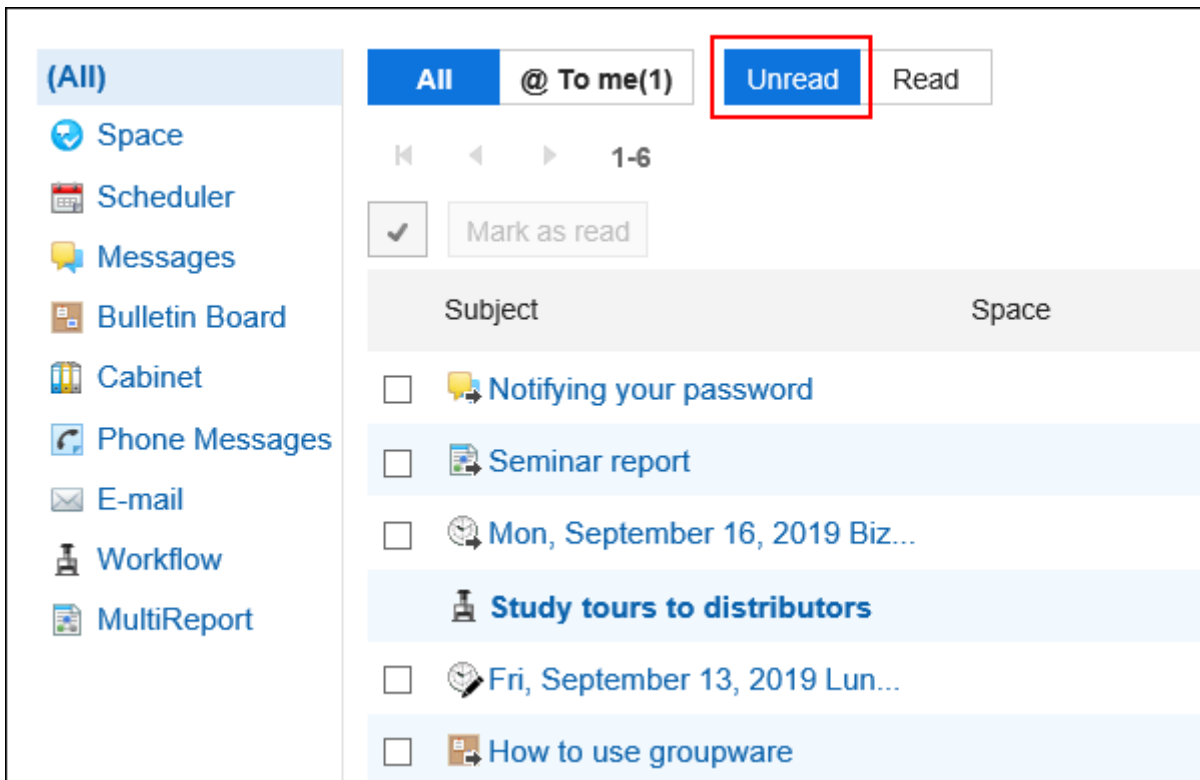 (All)
Space
Scheduler
Messages
Bulletin Board
Cabinet
Phone Messages
E-mail
Workflow
MultiReport
All @ To me(1) Unread Read
1-6
Mark as read
Subject Space
Notifying your password
Seminar report
Mon, September 16, 2019 Biz...
Study tours to distributors
Fri, September 13, 2019 Lun...
How to use groupware